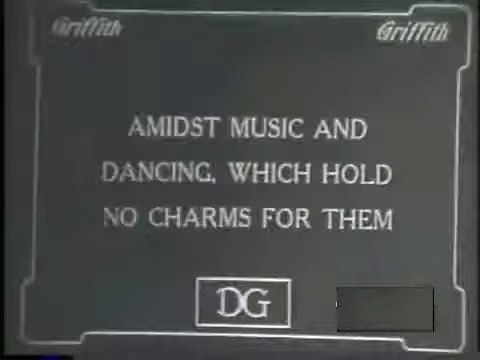 Griffith Griffith
AMIDST MUSIC AND
DANCING, WHICH HOLD
NO CHARMS FOR THEM
DG